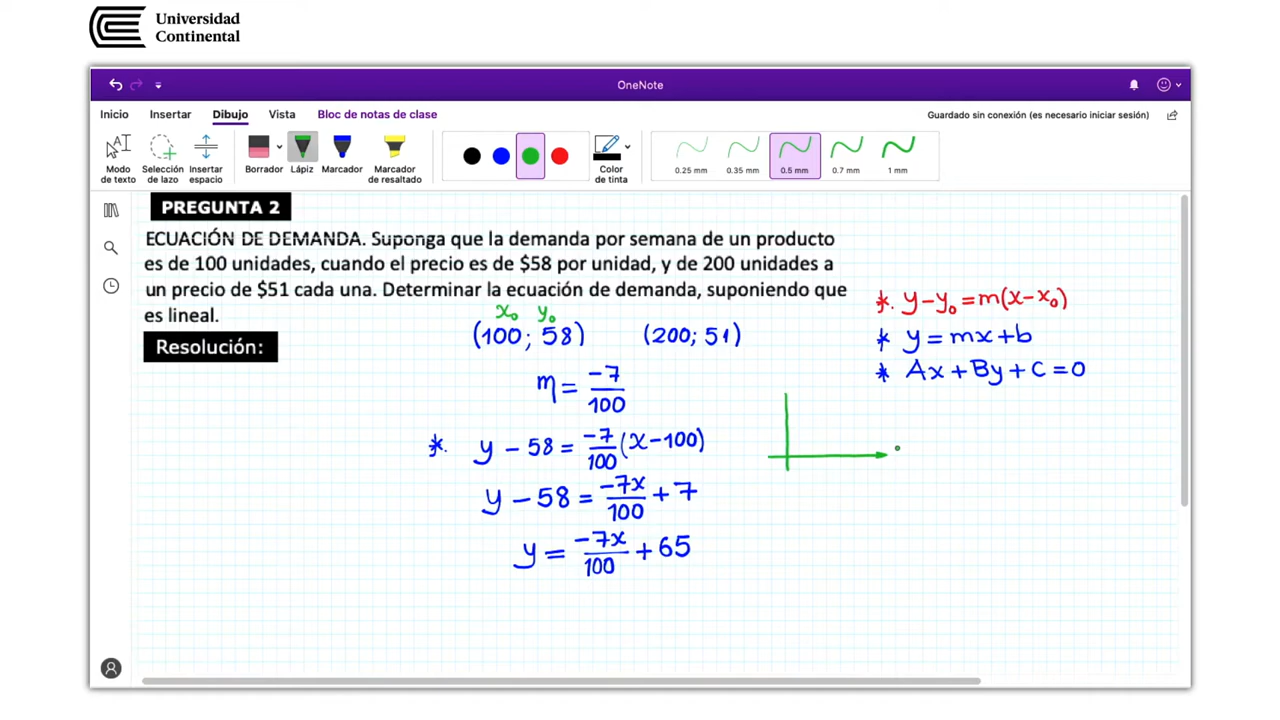 Universidad
Continental
OneNote
Inicio Insertar Dibujo Vista Bloc de notas de clase
Guardado sin conexión (es necesario iniciar sesión)
Modo de texto
Selección de lazo
Insertar espacio
Borrador
Lápiz
Marcador
Marcador de resaltado
Color de tinta
0.25 mm 0.35 mm 0.5 mm 0.7 mm 1 mm
PREGUNTA 2
ECUACIÓN DE DEMANDA. Suponga que la demanda por semana de un producto
es de 100 unidades, cuando el precio es de $58 por unidad, y de 200 unidades a
un precio de $51 cada una. Determinar la ecuación de demanda, suponiendo que
es lineal.
Resolución:
x₀ y₀
(100; 58) (200; 51)
m = -7/100
*. y - 58 = -7/100 (x - 100)
y - 58 = -7x/100 + 7
y = -7x/100 + 65
*. y - y₀ = m(x - x₀)
* y = mx + b
* Ax + By + C = 0